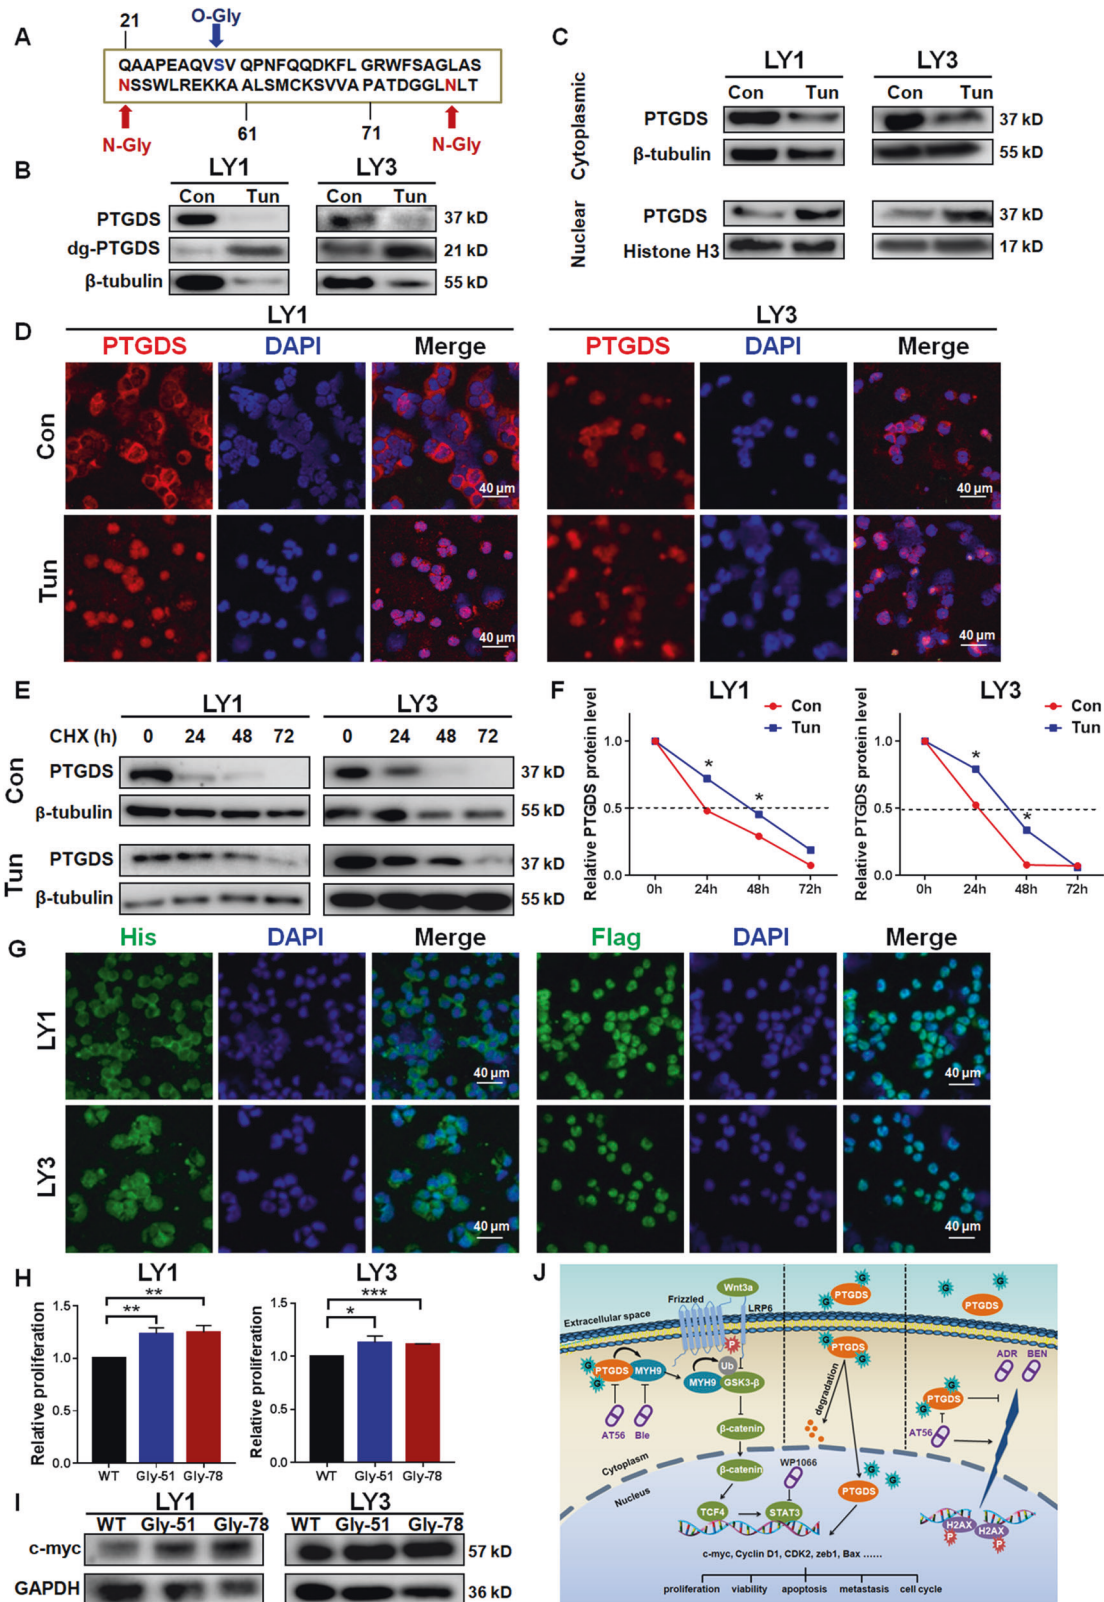 A
21
O-Gly
QAAPEAQVSVQPNFQQDKFLGRWFSAGLAS
NSSWLREKKAALSMCKSVVAPATDGGLNLT
N-Gly
61
71
N-Gly
B
LY1
LY3
Con Tun Con Tun
PTGDS 37 kD
dg-PTGDS 21 kD
β-tubulin 55 kD
C
LY1
LY3
Con Tun Con Tun
Cytoplasmic
PTGDS 37 kD
β-tubulin 55 kD
Nuclear
PTGDS 37 kD
Histone H3 17 kD
D
LY1
LY3
PTGDS DAPI Merge PTGDS DAPI Merge
Con
40 μm
40 μm
Tun
40 μm
40 μm
E
LY1
LY3
CHX (h) 0 24 48 72 0 24 48 72
Con
PTGDS 37 kD
β-tubulin 55 kD
Tun
PTGDS 37 kD
β-tubulin 55 kD
F
LY1
Con
Tun
Relative PTGDS protein level
1.0
0.5
0.0
*
*
0h 24h 48h 72h
LY3
Con
Tun
Relative PTGDS protein level
1.0
0.5
0.0
*
*
0h 24h 48h 72h
G
His DAPI Merge Flag DAPI Merge
LY1
40 μm
40 μm
LY3
40 μm
40 μm
H
LY1
Relative proliferation
1.5
1.0
0.5
0.0
**
**
WT Gly-51 Gly-78
LY3
Relative proliferation
1.5
1.0
0.5
0.0
***
*
WT Gly-51 Gly-78
I
LY1
LY3
WT Gly-51 Gly-78 WT Gly-51 Gly-78
c-myc 57 kD
GAPDH 36 kD
J
Extracellular space
Frizzled
Wnt3a
LRP6
P
G
G
PTGDS
MYH9
MYH9
Ub
GSK3-β
AT56
Ble
β-catenin
β-catenin
WP1066
TCF4
STAT3
Cytoplasm
Nucleus
G
PTGDS
G
G
PTGDS
G
degradation
G
G
PTGDS
G
G
PTGDS
ADR
BEN
G
PTGDS
G
AT56
H2AX
H2AX
P
P
c-myc, Cyclin D1, CDK2, zeb1, Bax ......
proliferation viability apoptosis metastasis cell cycle